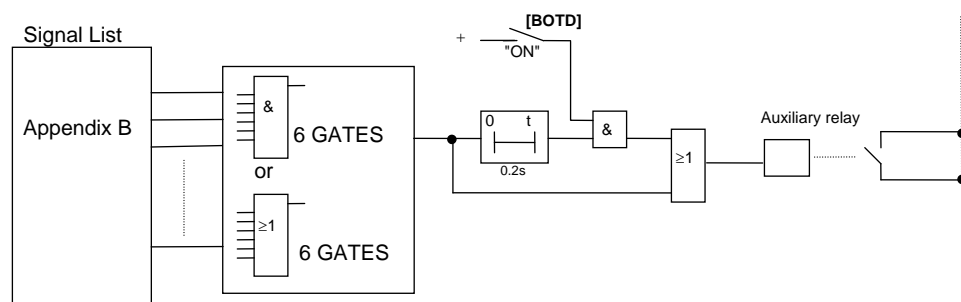 Signal List
Appendix B
&
6 GATES
or
≥1
6 GATES
[BOTD]
+
"ON"
0 t
0.2s
&
≥1
Auxiliary relay